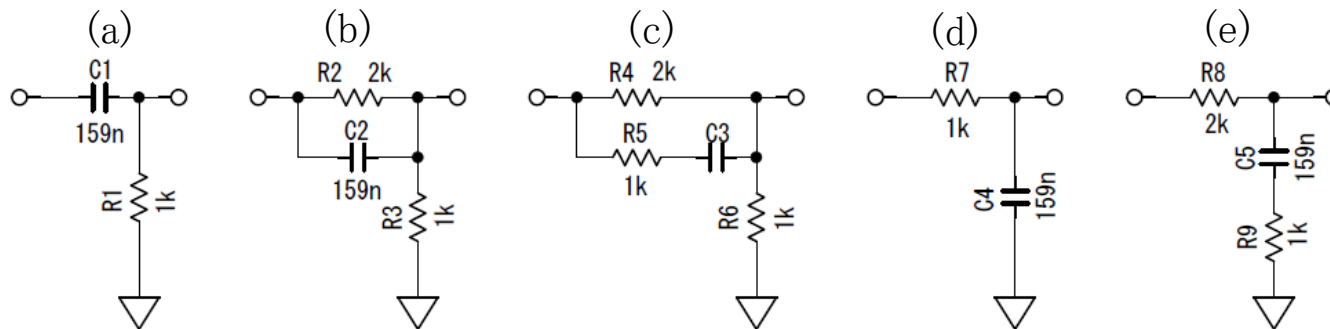 (a)
C1
159n
R1
1k
(b)
R2 2k
C2
159n
R3
1k
(c)
R4 2k
R5 C3
1k
R6
1k
(d)
R7
1k
C4
159n
(e)
R8
2k
C5
159n
R9
1k